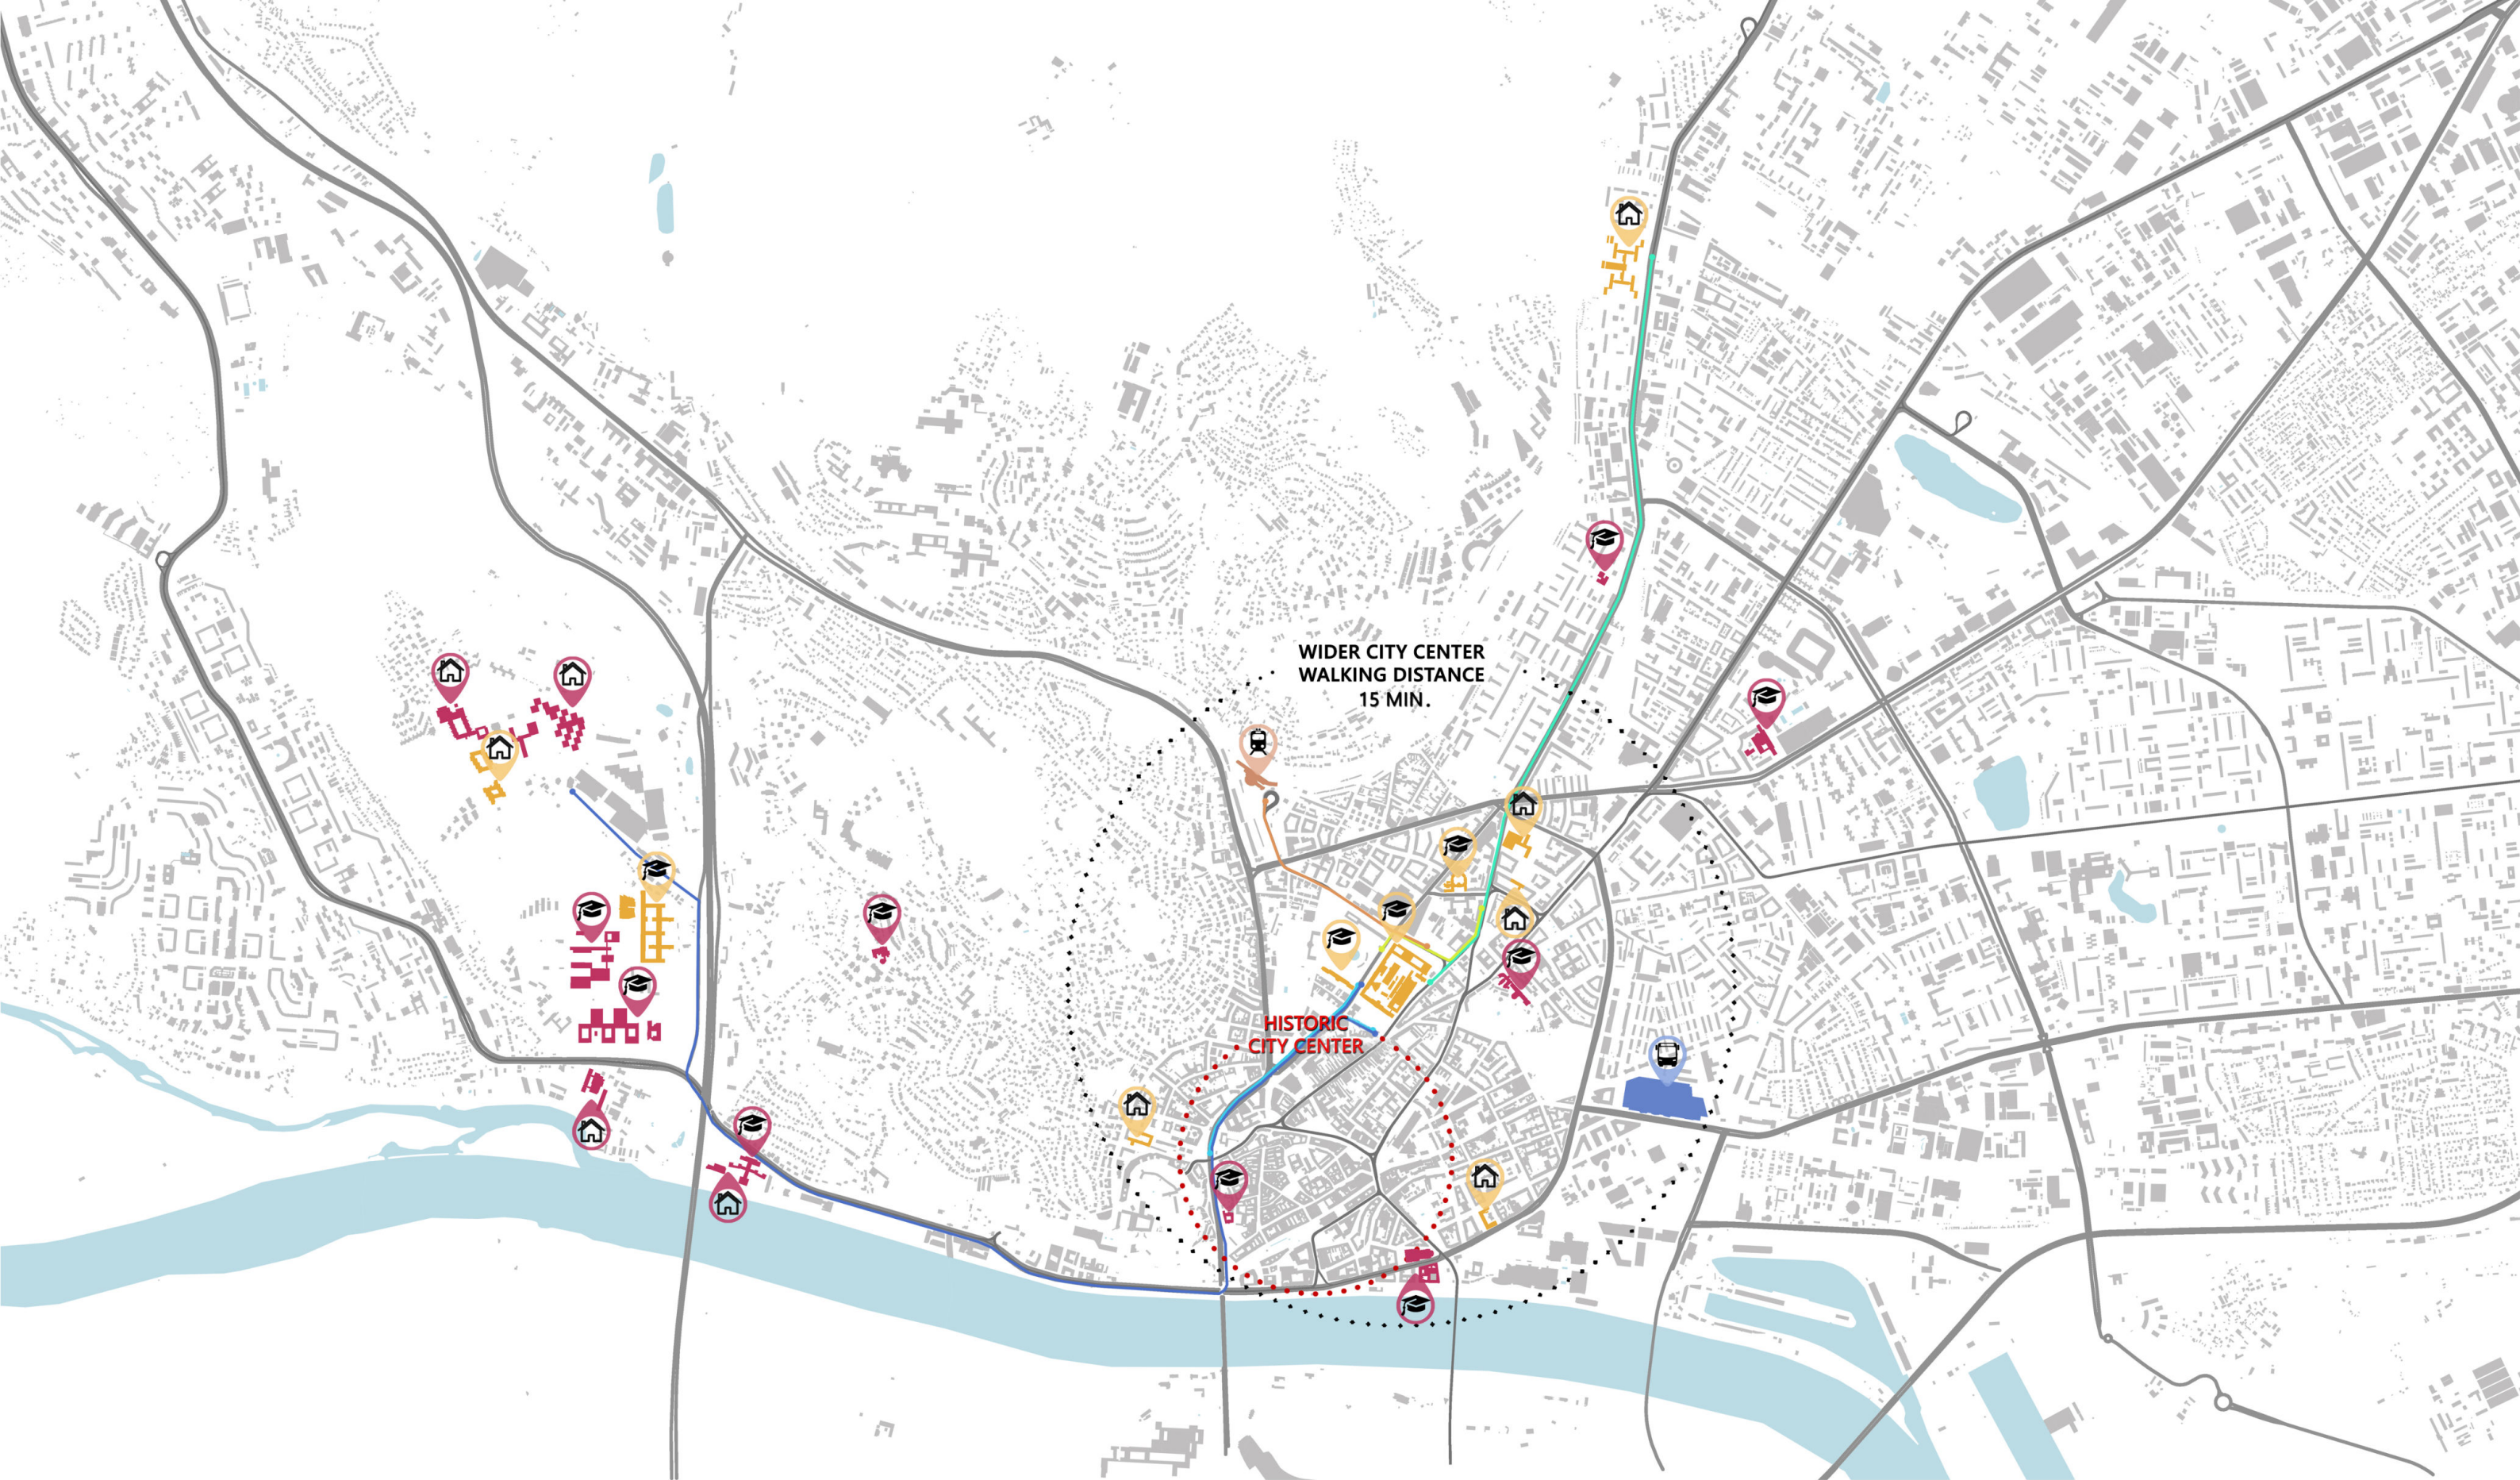 WIDER CITY CENTER
WALKING DISTANCE
15 MIN.
HISTORIC
CITY CENTER